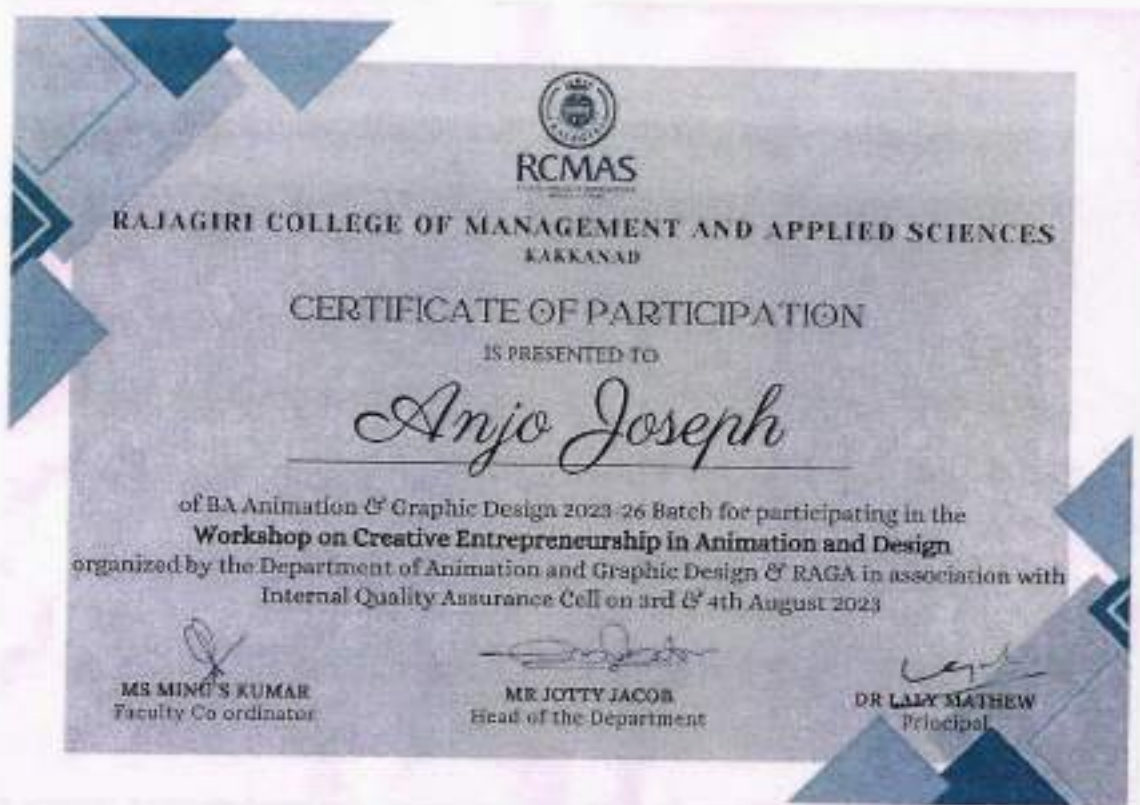 RAJAGIRI
RCMAS
RAJAGIRI COLLEGE OF MANAGEMENT AND APPLIED SCIENCES
KAKKANAD
CERTIFICATE OF PARTICIPATION
IS PRESENTED TO
Anjo Joseph
of BA Animation & Graphic Design 2023-26 Batch for participating in the
Workshop on Creative Entrepreneurship in Animation and Design
organized by the Department of Animation and Graphic Design & RAGA in association with
Internal Quality Assurance Cell on 3rd & 4th August 2023
MS MINU S KUMAR
Faculty Co ordinator
MR JOTTY JACOB
Head of the Department
DR LALY MATHEW
Principal